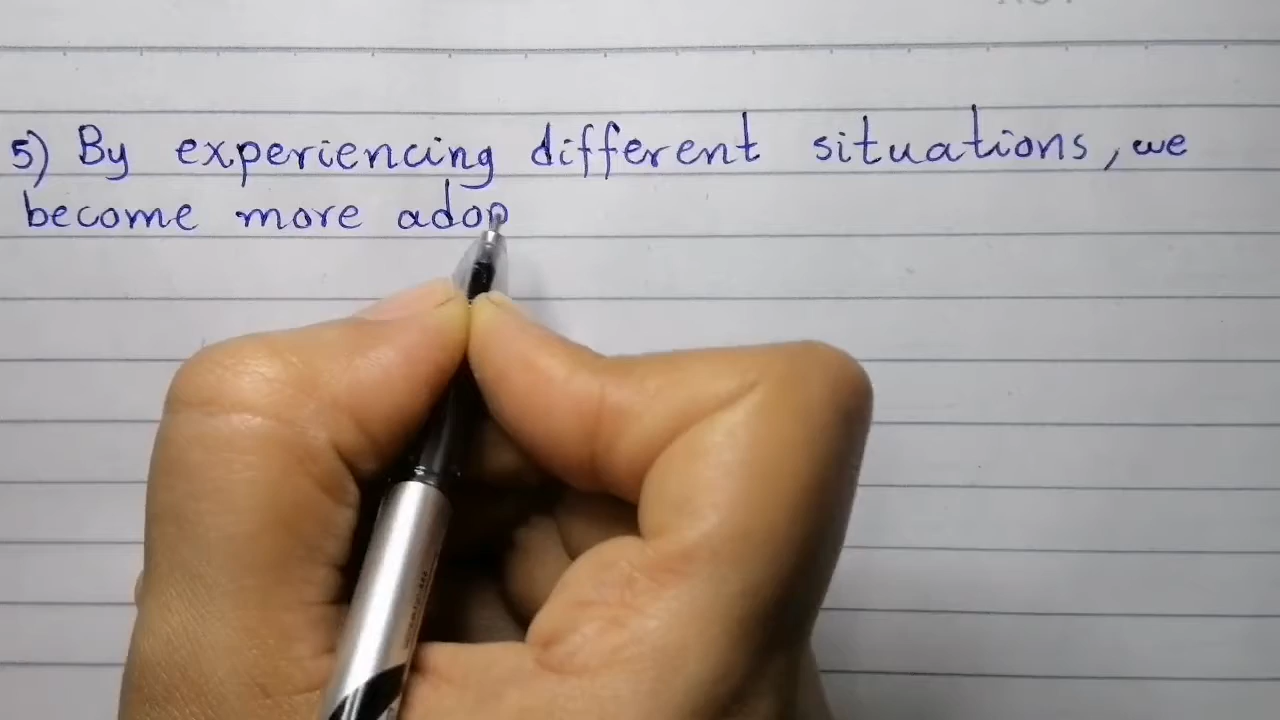 5) By experiencing different situations, we
become more adop